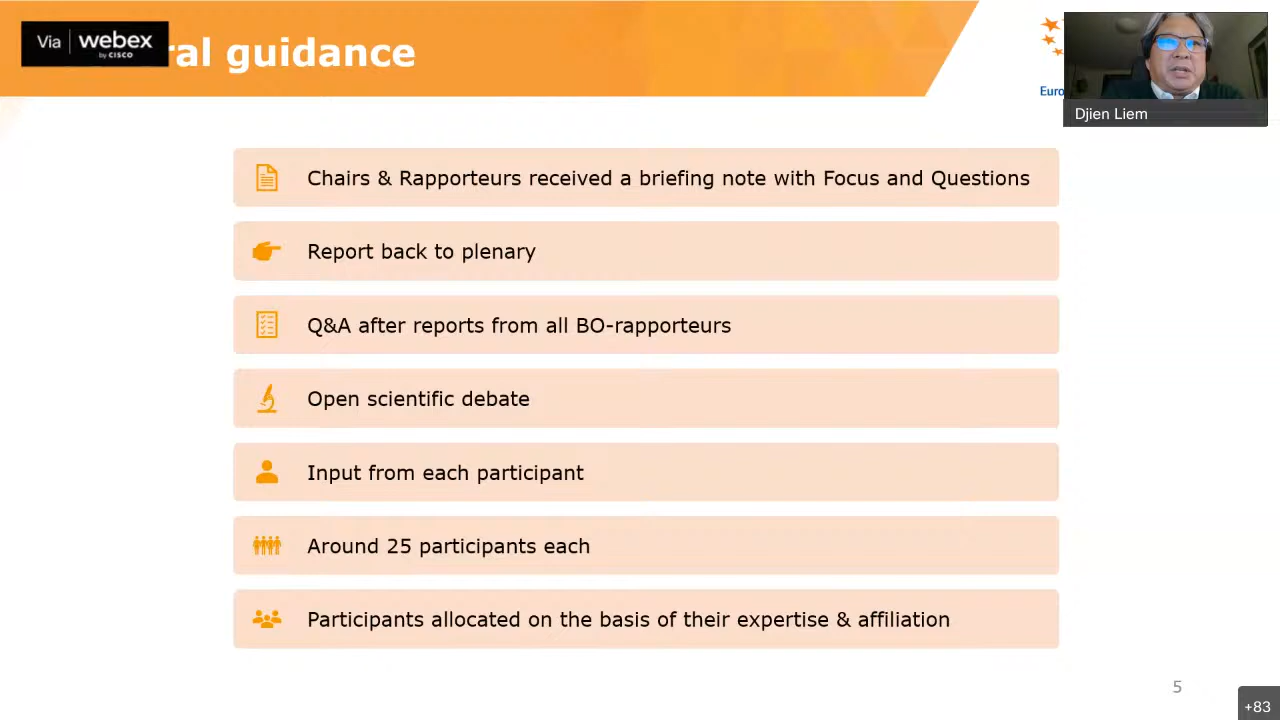 Via webex
by CISCO
ral guidance
Euro
Djien Liem
Chairs & Rapporteurs received a briefing note with Focus and Questions
Report back to plenary
Q&A after reports from all BO-rapporteurs
Open scientific debate
Input from each participant
Around 25 participants each
Participants allocated on the basis of their expertise & affiliation
5
+83